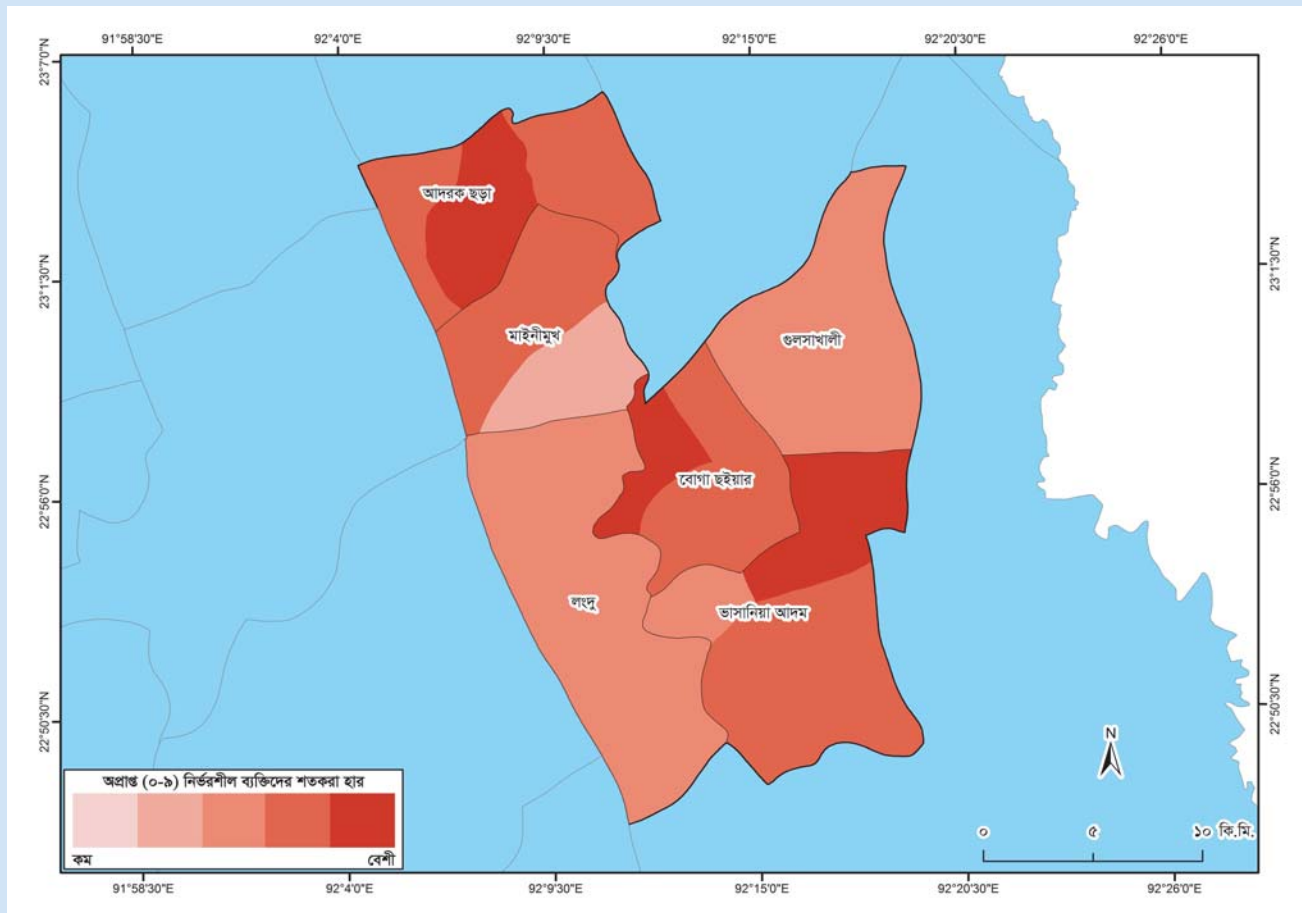 91°58'30"E 92°4'0"E 92°9'30"E 92°15'0"E 92°20'30"E 92°26'0"E
23°7'0"N
23°1'30"N 23°1'30"N
22°56'0"N 22°56'0"N
22°50'30"N 22°50'30"N
আদরক ছড়া
মাইনীমুখ
গুলসাখালী
বোগা ছইয়ার
লংদু
ভাসানিয়া আদম
N
০ ৫ ১০ কি.মি.
অপ্রাপ্ত (০-৯) নির্ভরশীল ব্যক্তিদের শতকরা হার
কম বেশী
91°58'30"E 92°4'0"E 92°9'30"E 92°15'0"E 92°20'30"E 92°26'0"E